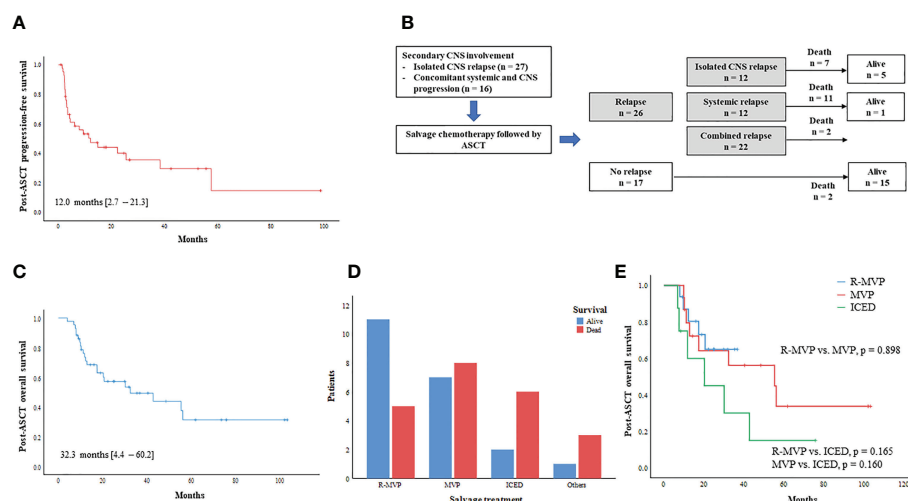 A
Post-ASCT progression-free survival
1.0
0.8
0.6
0.4
0.2
0.0
12.0 months [2.7 – 21.3]
0
20
40
60
80
100
Months
B
Secondary CNS involvement
- Isolated CNS relapse (n = 27)
- Concomitant systemic and CNS
progression (n = 16)
Salvage chemotherapy followed by
ASCT
Relapse
n = 26
No relapse
n = 17
Isolated CNS relapse
n = 12
Systemic relapse
n = 12
Combined relapse
n = 22
Death
n = 7
Alive
n = 5
Death
n = 11
Alive
n = 1
Death
n = 2
Death
n = 2
Alive
n = 15
C
Post-ASCT overall survival
1.0
0.8
0.6
0.4
0.2
0.0
32.3 months [4.4 – 60.2]
0
20
40
60
80
100
Months
D
Patients
12
10
8
6
4
2
0
Survival
Alive
Dead
R-MVP
MVP
ICED
Others
Salvage treatment
E
Post-ASCT overall survival
1.0
0.8
0.6
0.4
0.2
0.0
R-MVP
MVP
ICED
R-MVP vs. MVP, p = 0.898
R-MVP vs. ICED, p = 0.165
MVP vs. ICED, p = 0.160
0
20
40
60
80
100
120
Months